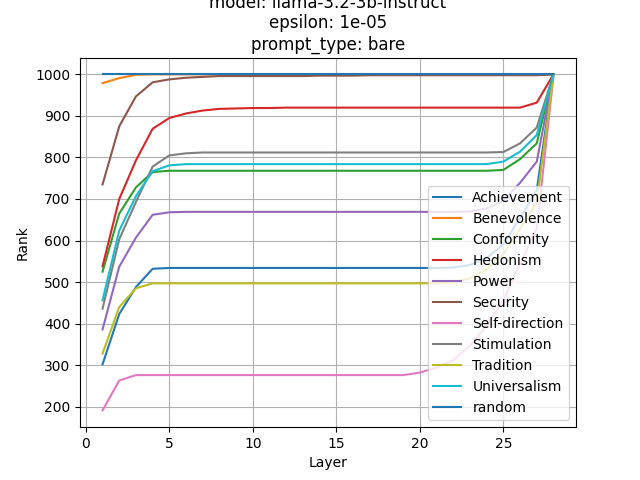 model: llama-3.2-3b-instruct
epsilon: 1e-05
prompt_type: bare
1000
900
800
700
600
500
400
300
200
Rank
0
5
10
15
20
25
Layer
Achievement
Benevolence
Conformity
Hedonism
Power
Security
Self-direction
Stimulation
Tradition
Universalism
random